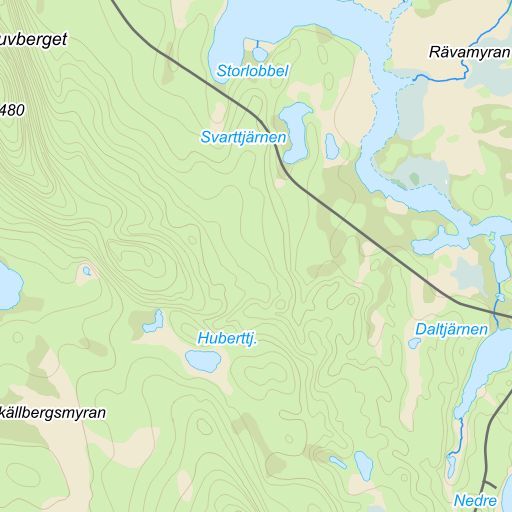 uvberget
Rävamyran
Storlobbel
480
Svarttjärnen
Daltjärnen
Huberttj.
källbergsmyran
Nedre